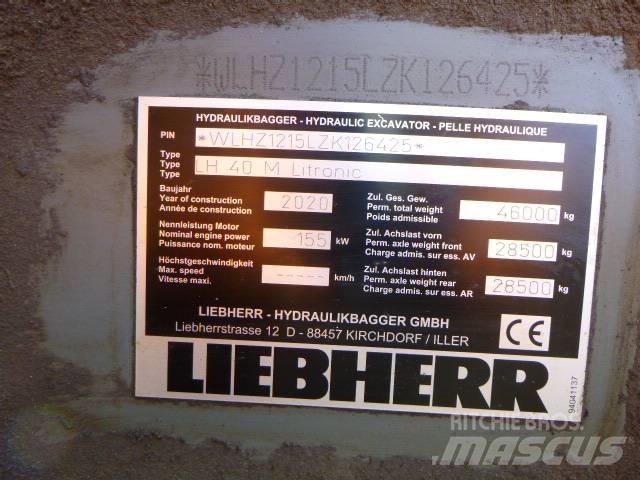 *WLHZ1215LZK126425*
HYDRAULIKBAGGER - HYDRAULIC EXCAVATOR - PELLE HYDRAULIQUE
PIN *WLHZ1215LZK126425*
Type
Type LH 40 M Litronic
Type
Baujahr
Year of construction 2020
Année de construction
Nennleistung Motor
Nominal engine power 155 kW
Puissance nom. moteur
Höchstgeschwindigkeit
Max. speed ----- km/h
Vitesse maxi.
Zul. Ges. Gew.
Perm. total weight 46000 kg
Poids admissible
Zul. Achslast vorn
Perm. axle weight front 28500 kg
Charge admis. sur ess. AV
Zul. Achslast hinten
Perm. axle weight rear 28500 kg
Charge admis. sur ess. AR
LIEBHERR - HYDRAULIKBAGGER GMBH
Liebherrstrasse 12 D - 88457 KIRCHDORF / ILLER
CE
LIEBHERR
94041137
RITCHIE BROS.
MASCUS